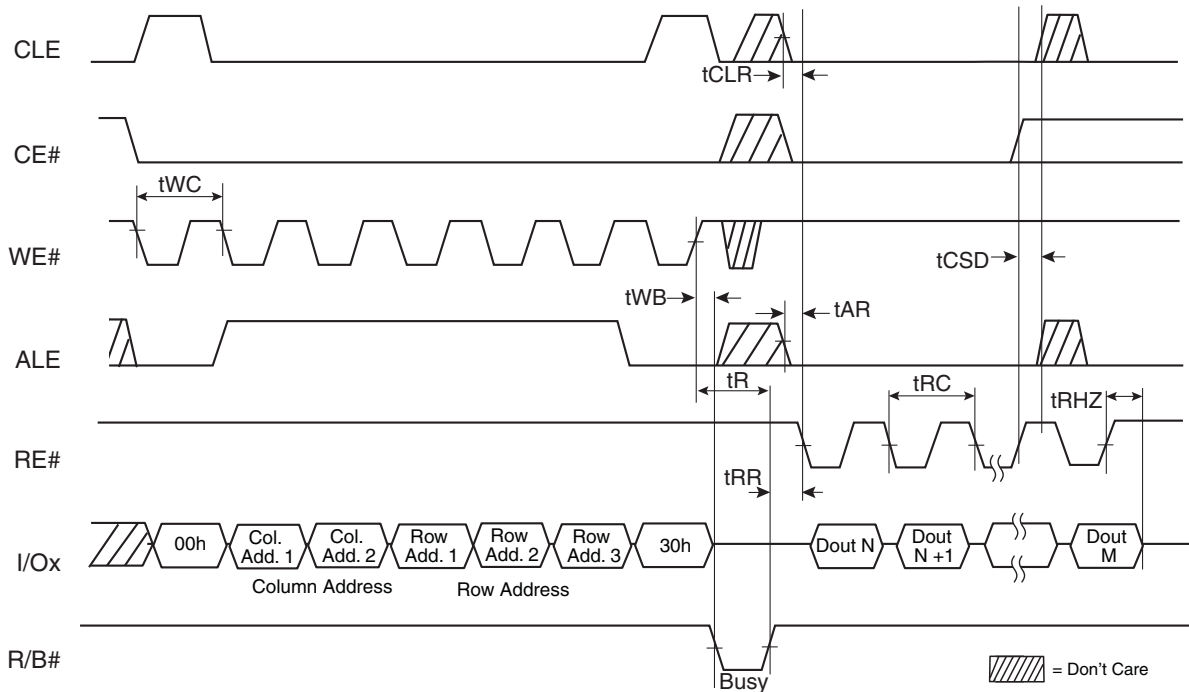 CLE
tCLR
CE#
tWC
WE#
tCSD
tWB
tAR
ALE
tR
tRC
tRHZ
RE#
tRR
I/Ox
00h
Col.
Add. 1
Col.
Add. 2
Row
Add. 1
Row
Add. 2
Row
Add. 3
30h
Dout N
Dout
N +1
Dout
M
Column Address
Row Address
R/B#
Busy
= Don't Care